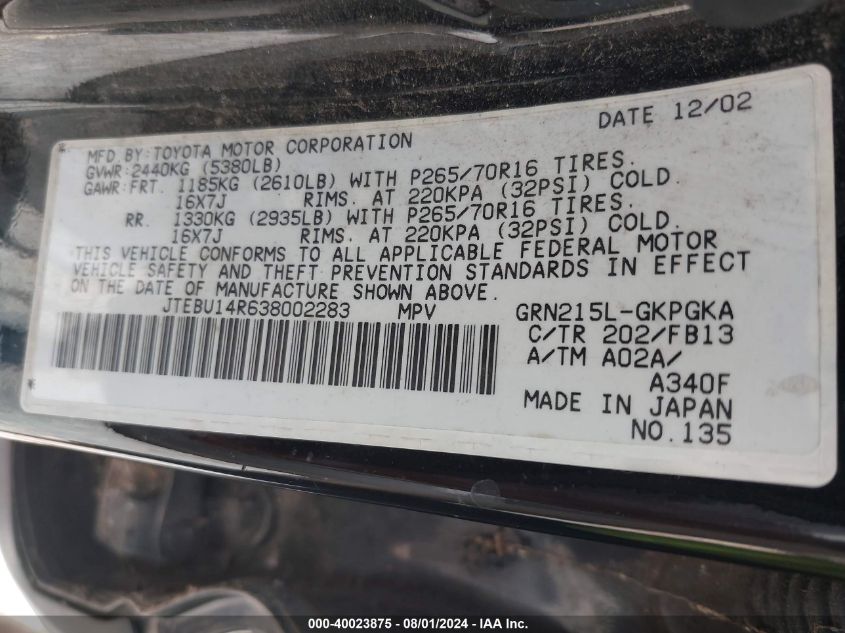 DATE 12/02
MFD.BY:TOYOTA MOTOR CORPORATION
GVWR:2440KG (5380LB)
GAWR:FRT. 1185KG (2610LB) WITH P265/70R16 TIRES.
16X7J RIMS. AT 220KPA (32PSI) COLD.
RR. 1330KG (2935LB) WITH P265/70R16 TIRES.
16X7J RIMS. AT 220KPA (32PSI) COLD.
THIS VEHICLE CONFORMS TO ALL APPLICABLE FEDERAL MOTOR
VEHICLE SAFETY AND THEFT PREVENTION STANDARDS IN EFFECT
ON THE DATE OF MANUFACTURE SHOWN ABOVE.
JTEBU14R638002283 MPV GRN215L-GKPGKA
C/TR 202/FB13
A/TM A02A/
A340F
MADE IN JAPAN
NO.135
000-40023875 - 08/01/2024 - IAA Inc.